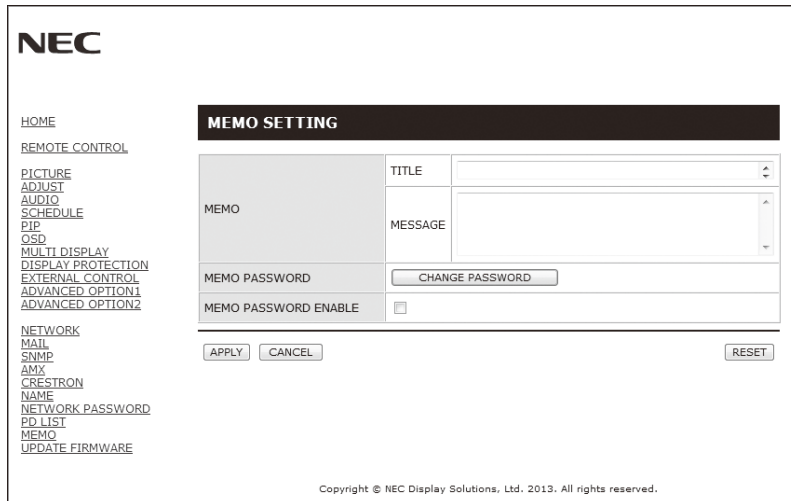 NEC
HOME
REMOTE CONTROL
PICTURE
ADJUST
AUDIO
SCHEDULE
PIP
OSD
MULTI DISPLAY
DISPLAY PROTECTION
EXTERNAL CONTROL
ADVANCED OPTION1
ADVANCED OPTION2
NETWORK
MAIL
SNMP
AMX
CRESTRON
NAME
NETWORK PASSWORD
PD LIST
MEMO
UPDATE FIRMWARE
MEMO SETTING
MEMO
TITLE
MESSAGE
MEMO PASSWORD
CHANGE PASSWORD
MEMO PASSWORD ENABLE
APPLY CANCEL RESET
Copyright © NEC Display Solutions, Ltd. 2013. All rights reserved.